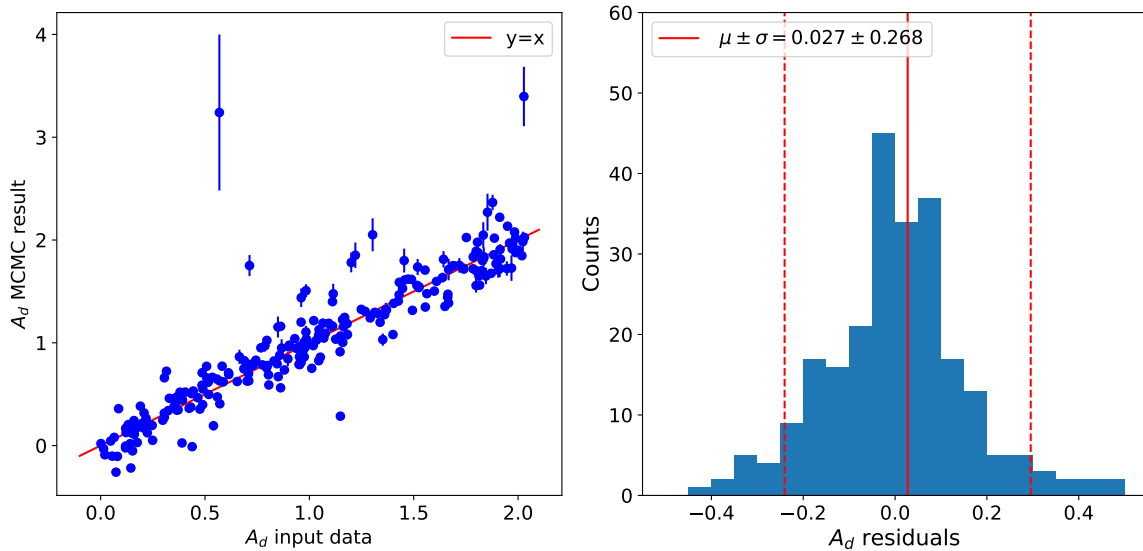 y=x
4
3
2
1
0
A_d MCMC result
0.0 0.5 1.0 1.5 2.0
A_d input data
μ ± σ = 0.027 ± 0.268
60
50
40
30
20
10
0
Counts
−0.4 −0.2 0.0 0.2 0.4
A_d residuals